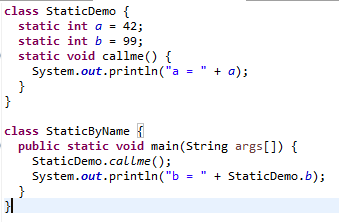 class StaticDemo {
  static int a = 42;
  static int b = 99;
  static void callme() {
    System.out.println("a = " + a);
  }
}

class StaticByName {
  public static void main(String args[]) {
    StaticDemo.callme();
    System.out.println("b = " + StaticDemo.b);
  }
}